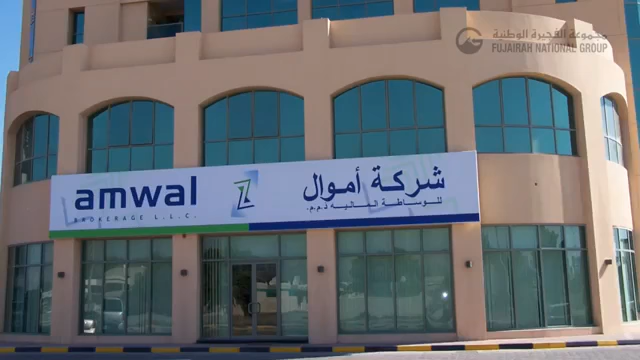 مجموعة الفجيرة الوطنية
FUJAIRAH NATIONAL GROUP
amwal
BROKERAGE L.L.C.
شركة أموال
للوساطة المالية ذ.م.م.